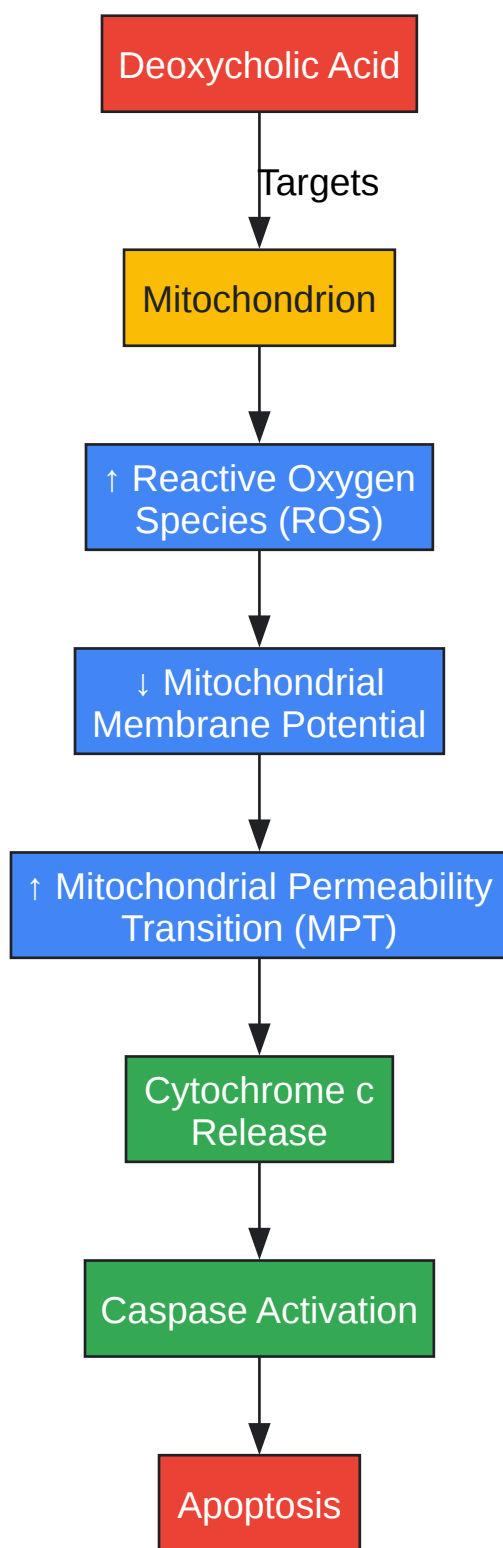 Deoxycholic Acid
Targets
Mitochondrion
↑ Reactive Oxygen
Species (ROS)
↓ Mitochondrial
Membrane Potential
↑ Mitochondrial Permeability
Transition (MPT)
Cytochrome c
Release
Caspase Activation
Apoptosis